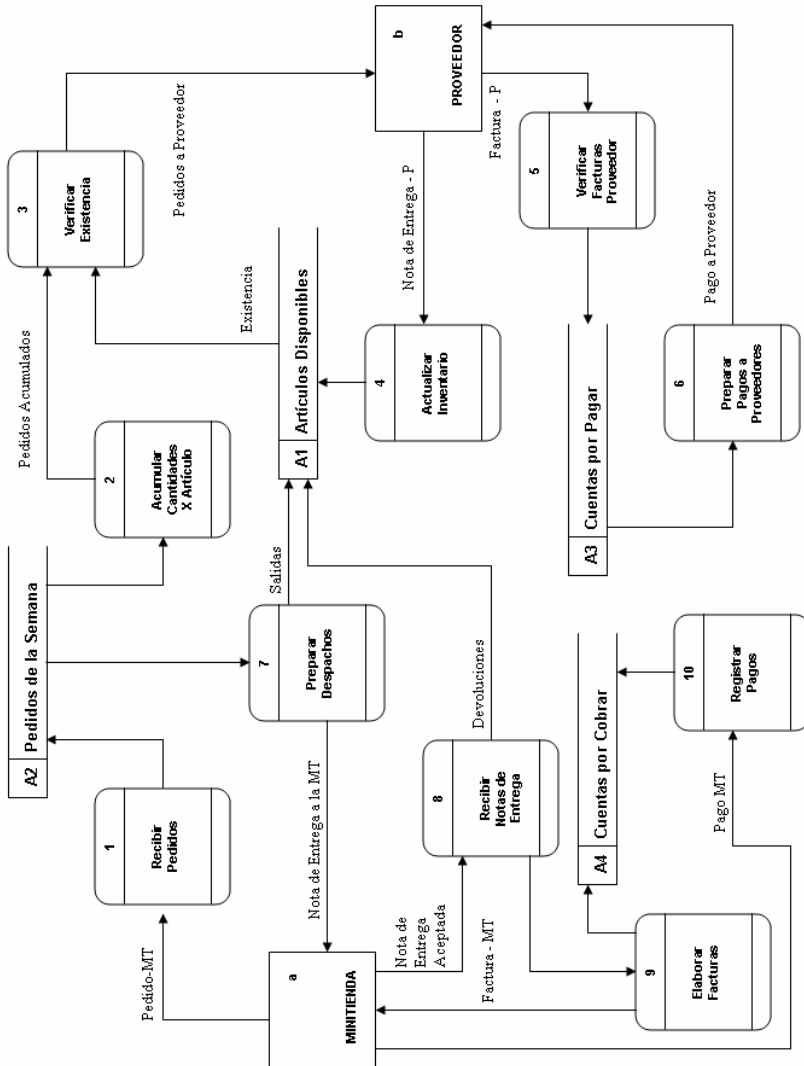 a
MINITIENDA
Pedido-MT
1
Recibir
Pedidos
A2
Pedidos de la Semana
2
Acumular
Cantidades
X Artículo
Pedidos Acumulados
3
Verificar
Existencia
Pedidos a Proveedor
b
PROVEEDOR
Nota de Entrega a la MT
7
Preparar
Despachos
Salidas
A1
Artículos Disponibles
Existencia
4
Actualizar
Inventario
Nota de Entrega - P
Factura - P
5
Verificar
Facturas
Proveedor
Nota de
Entrega
Aceptada
8
Recibir
Notas de
Entrega
Devoluciones
Factura - MT
9
Elaborar
Facturas
A4
Cuentas por Cobrar
Pago MT
10
Registrar
Pagos
A3
Cuentas por Pagar
6
Preparar
Pagos a
Proveedores
Pago a Proveedor